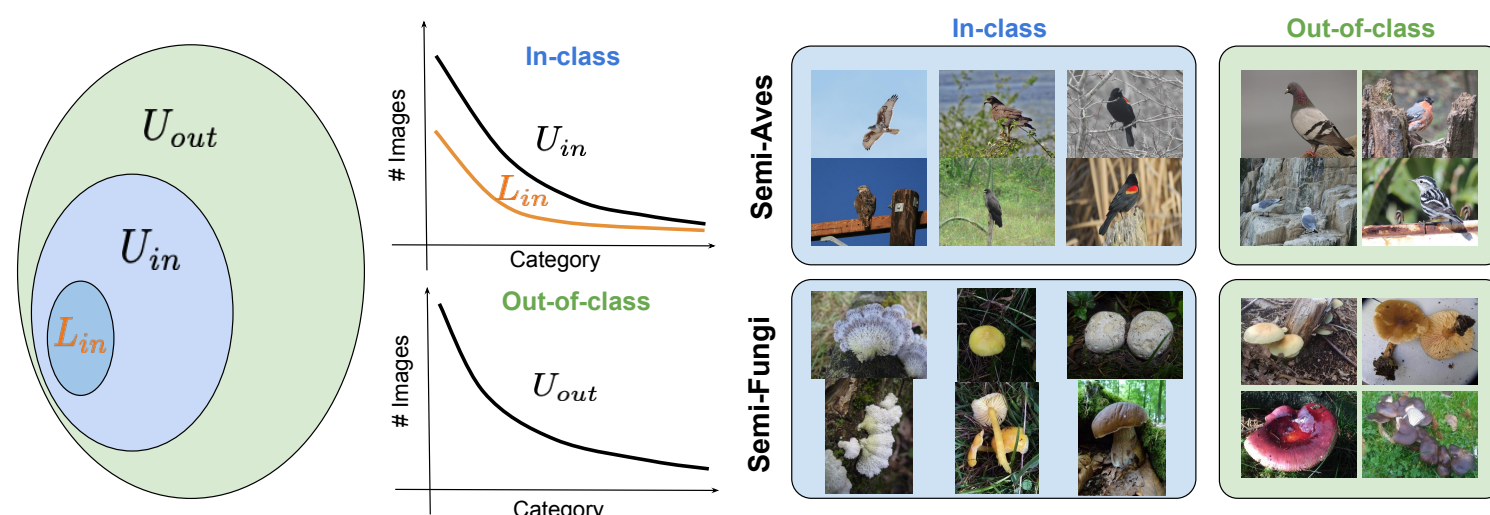 U_out
U_in
L_in
# Images
In-class
U_in
L_in
Category
# Images
Out-of-class
U_out
Category
In-class
Out-of-class
Semi-Aves
Semi-Fungi